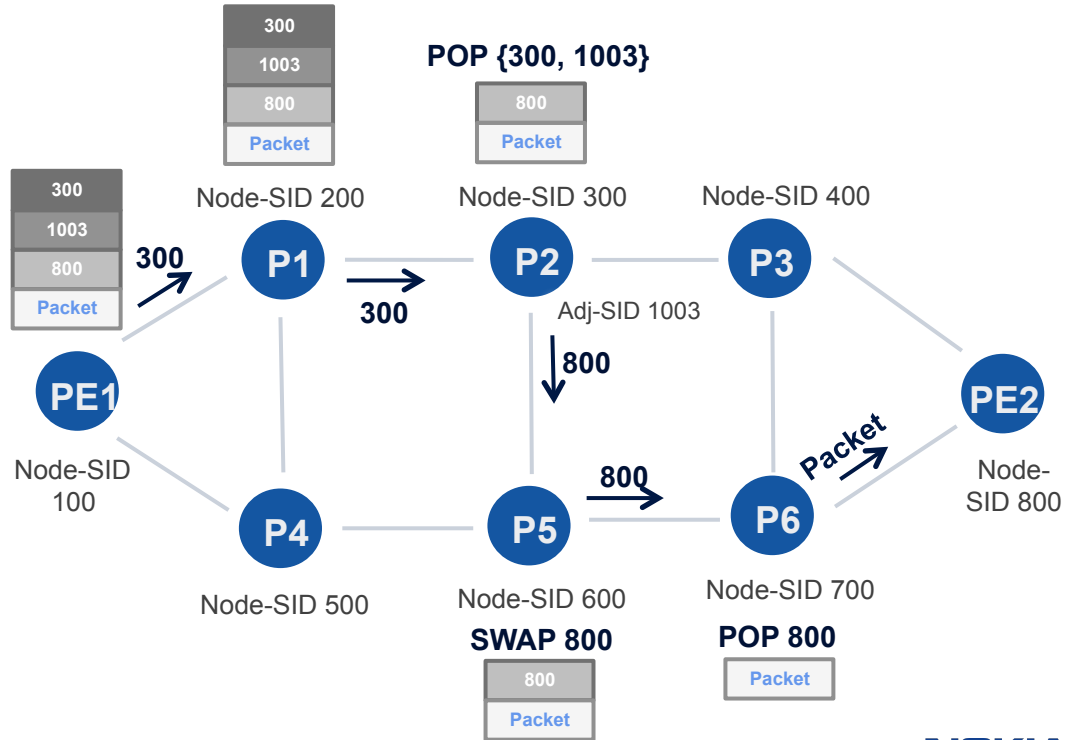 300
1003
800
Packet
POP {300, 1003}
800
Packet
300
1003
800
Packet
Node-SID 200
Node-SID 300
Node-SID 400
300
P1
P2
P3
300
Adj-SID 1003
800
PE1
PE2
Node-SID
100
Packet
Node-
SID 800
800
P4
P5
P6
Node-SID 500
Node-SID 600
Node-SID 700
SWAP 800
POP 800
800
Packet
Packet